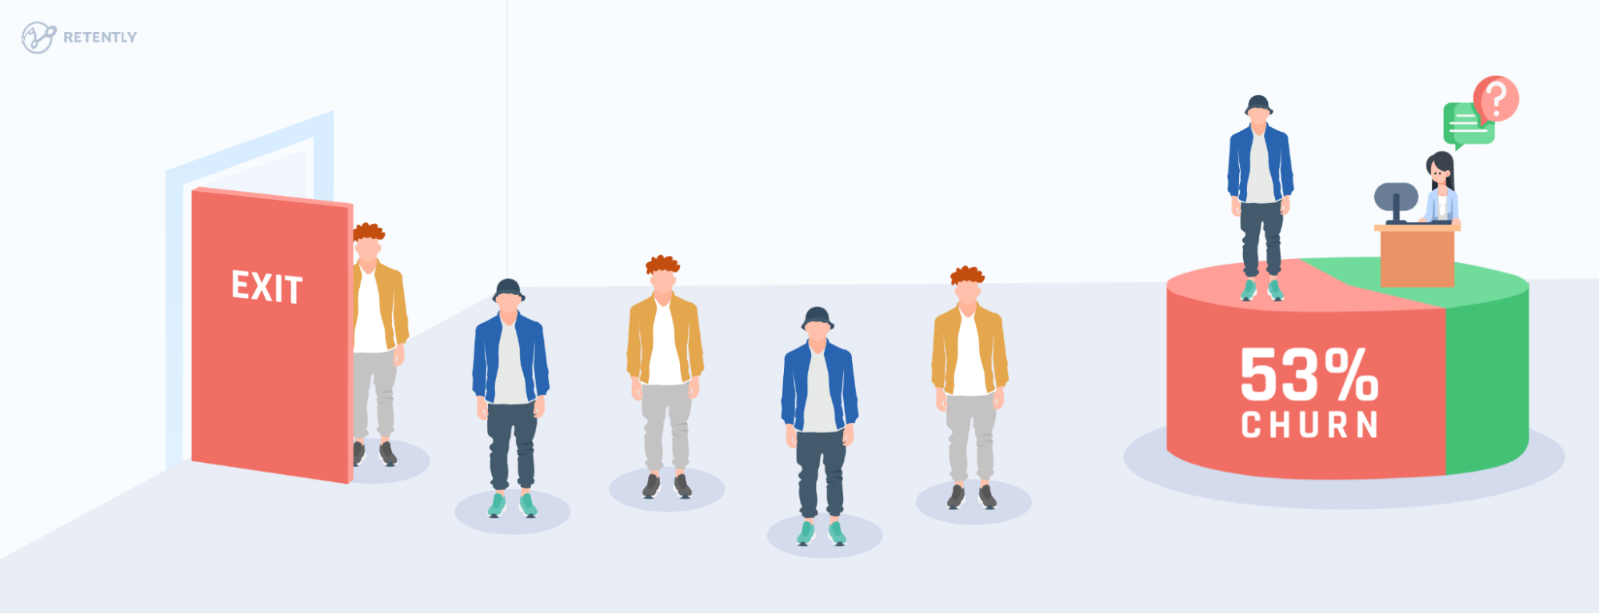 RETENTLY
EXIT
53%
CHURN
?